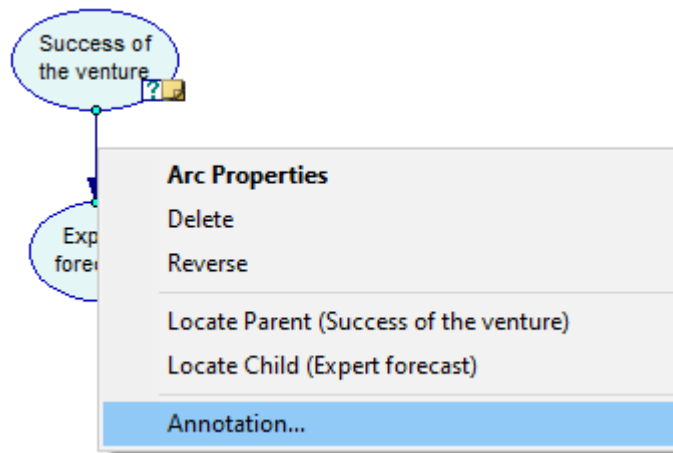 Success of
the venture
?
Arc Properties
Delete
Reverse
Locate Parent (Success of the venture)
Locate Child (Expert forecast)
Annotation...